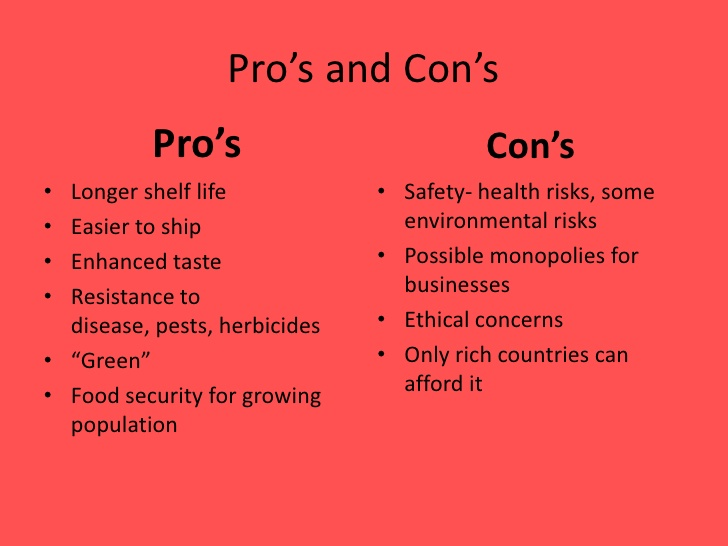 Pro’s and Con’s
Pro’s
• Longer shelf life
• Easier to ship
• Enhanced taste
• Resistance to
disease, pests, herbicides
• “Green”
• Food security for growing
population
Con’s
• Safety- health risks, some
environmental risks
• Possible monopolies for
businesses
• Ethical concerns
• Only rich countries can
afford it